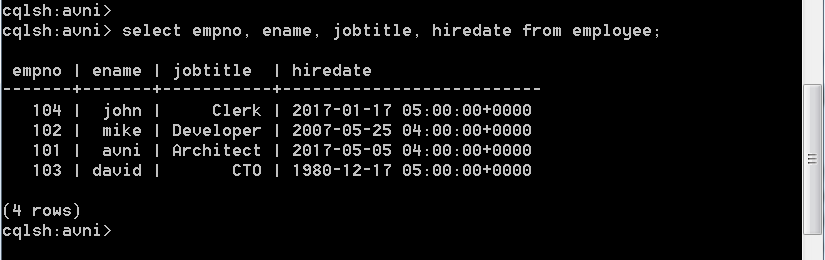 cqlsh:avni>
cqlsh:avni> select empno, ename, jobtitle, hiredate from employee;
 empno | ename | jobtitle  | hiredate
-------+-------+-----------+--------------------------
   104 |  john |     Clerk | 2017-01-17 05:00:00+0000
   102 |  mike | Developer | 2007-05-25 04:00:00+0000
   101 |  avni | Architect | 2017-05-05 04:00:00+0000
   103 | david |       CTO | 1980-12-17 05:00:00+0000
(4 rows)
cqlsh:avni>